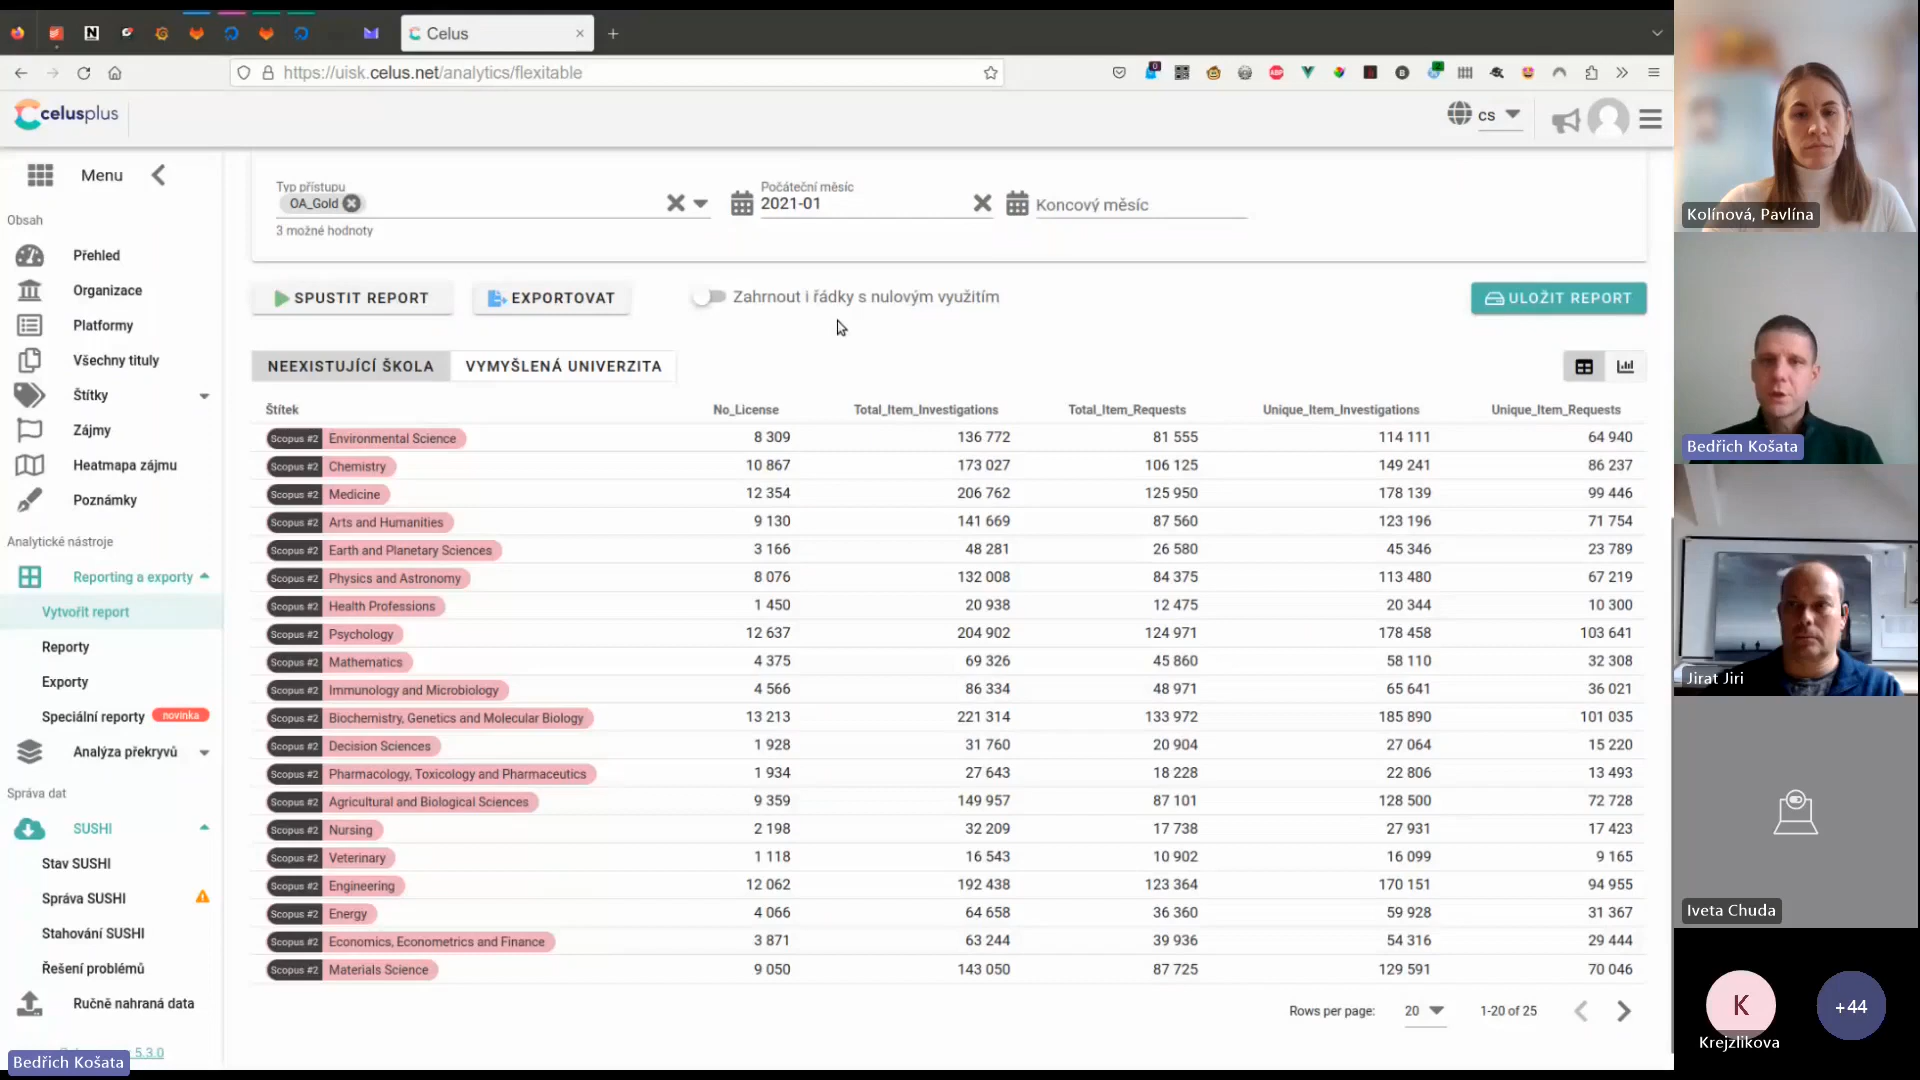 Celus
https://uisk.celus.net/analytics/flexitable
celusplus
cs
Menu
Obsah
Přehled
Organizace
Platformy
Všechny tituly
Štítky
Zájmy
Heatmapa zájmu
Poznámky
Analytické nástroje
Reporting a exporty
Vytvořit report
Reporty
Exporty
Speciální reporty novinka
Analýza překryvů
Správa dat
SUSHI
Stav SUSHI
Správa SUSHI
Stahování SUSHI
Řešení problémů
Ručně nahraná data
5.3.0
Bedřich Košata
Typ přístupu
OA_Gold
3 možné hodnoty
Počáteční měsíc
2021-01
Koncový měsíc
SPUSTIT REPORT
EXPORTOVAT
Zahrnout i řádky s nulovým využitím
ULOŽIT REPORT
NEEXISTUJÍCÍ ŠKOLA
VYMYŠLENÁ UNIVERZITA
Štítek No_License Total_Item_Investigations Total_Item_Requests Unique_Item_Investigations Unique_Item_Requests
Scopus #2 Environmental Science 8 309 136 772 81 555 114 111 64 940
Scopus #2 Chemistry 10 867 173 027 106 125 149 241 86 237
Scopus #2 Medicine 12 354 206 762 125 950 178 139 99 446
Scopus #2 Arts and Humanities 9 130 141 669 87 560 123 196 71 754
Scopus #2 Earth and Planetary Sciences 3 166 48 281 26 580 45 346 23 789
Scopus #2 Physics and Astronomy 8 076 132 008 84 375 113 480 67 219
Scopus #2 Health Professions 1 450 20 938 12 475 20 344 10 300
Scopus #2 Psychology 12 637 204 902 124 971 178 458 103 641
Scopus #2 Mathematics 4 375 69 326 45 860 58 110 32 308
Scopus #2 Immunology and Microbiology 4 566 86 334 48 971 65 641 36 021
Scopus #2 Biochemistry, Genetics and Molecular Biology 13 213 221 314 133 972 185 890 101 035
Scopus #2 Decision Sciences 1 928 31 760 20 904 27 064 15 220
Scopus #2 Pharmacology, Toxicology and Pharmaceutics 1 934 27 643 18 228 22 806 13 493
Scopus #2 Agricultural and Biological Sciences 9 359 149 957 87 101 128 500 72 728
Scopus #2 Nursing 2 198 32 209 17 738 27 931 17 423
Scopus #2 Veterinary 1 118 16 543 10 902 16 099 9 165
Scopus #2 Engineering 12 062 192 438 123 364 170 151 94 955
Scopus #2 Energy 4 066 64 658 36 360 59 928 31 367
Scopus #2 Economics, Econometrics and Finance 3 871 63 244 39 936 54 316 29 444
Scopus #2 Materials Science 9 050 143 050 87 725 129 591 70 046
Rows per page: 20 1-20 of 25
Kolínová, Pavlína
Bedřich Košata
Jirat Jiri
Iveta Chuda
K
Krejzlikova
+44